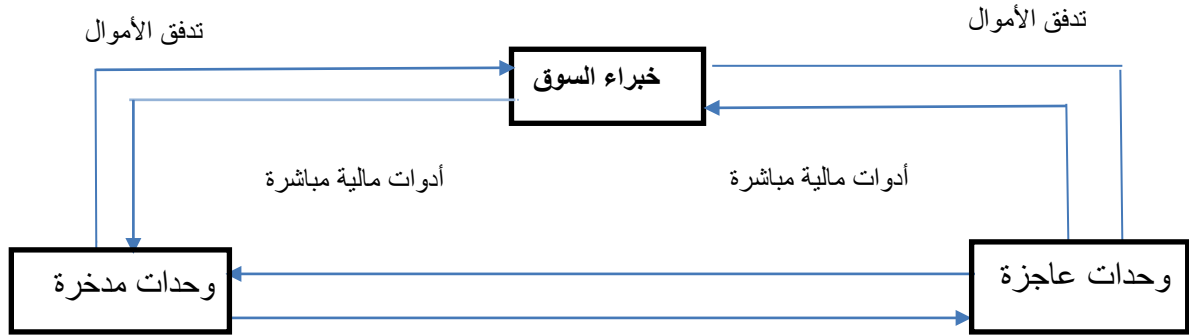 تدفق الأموال
تدفق الأموال
خبراء السوق
أدوات مالية مباشرة
أدوات مالية مباشرة
وحدات عاجزة
وحدات مدخرة